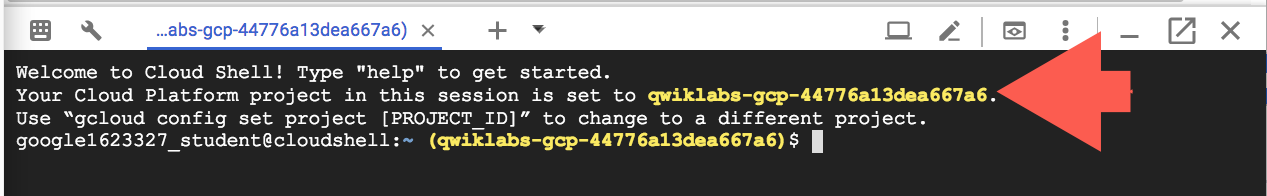 ...abs-gcp-44776a13dea667a6)
Welcome to Cloud Shell! Type "help" to get started.
Your Cloud Platform project in this session is set to qwiklabs-gcp-44776a13dea667a6.
Use “gcloud config set project [PROJECT_ID]” to change to a different project.
google1623327_student@cloudshell:~ (qwiklabs-gcp-44776a13dea667a6)$